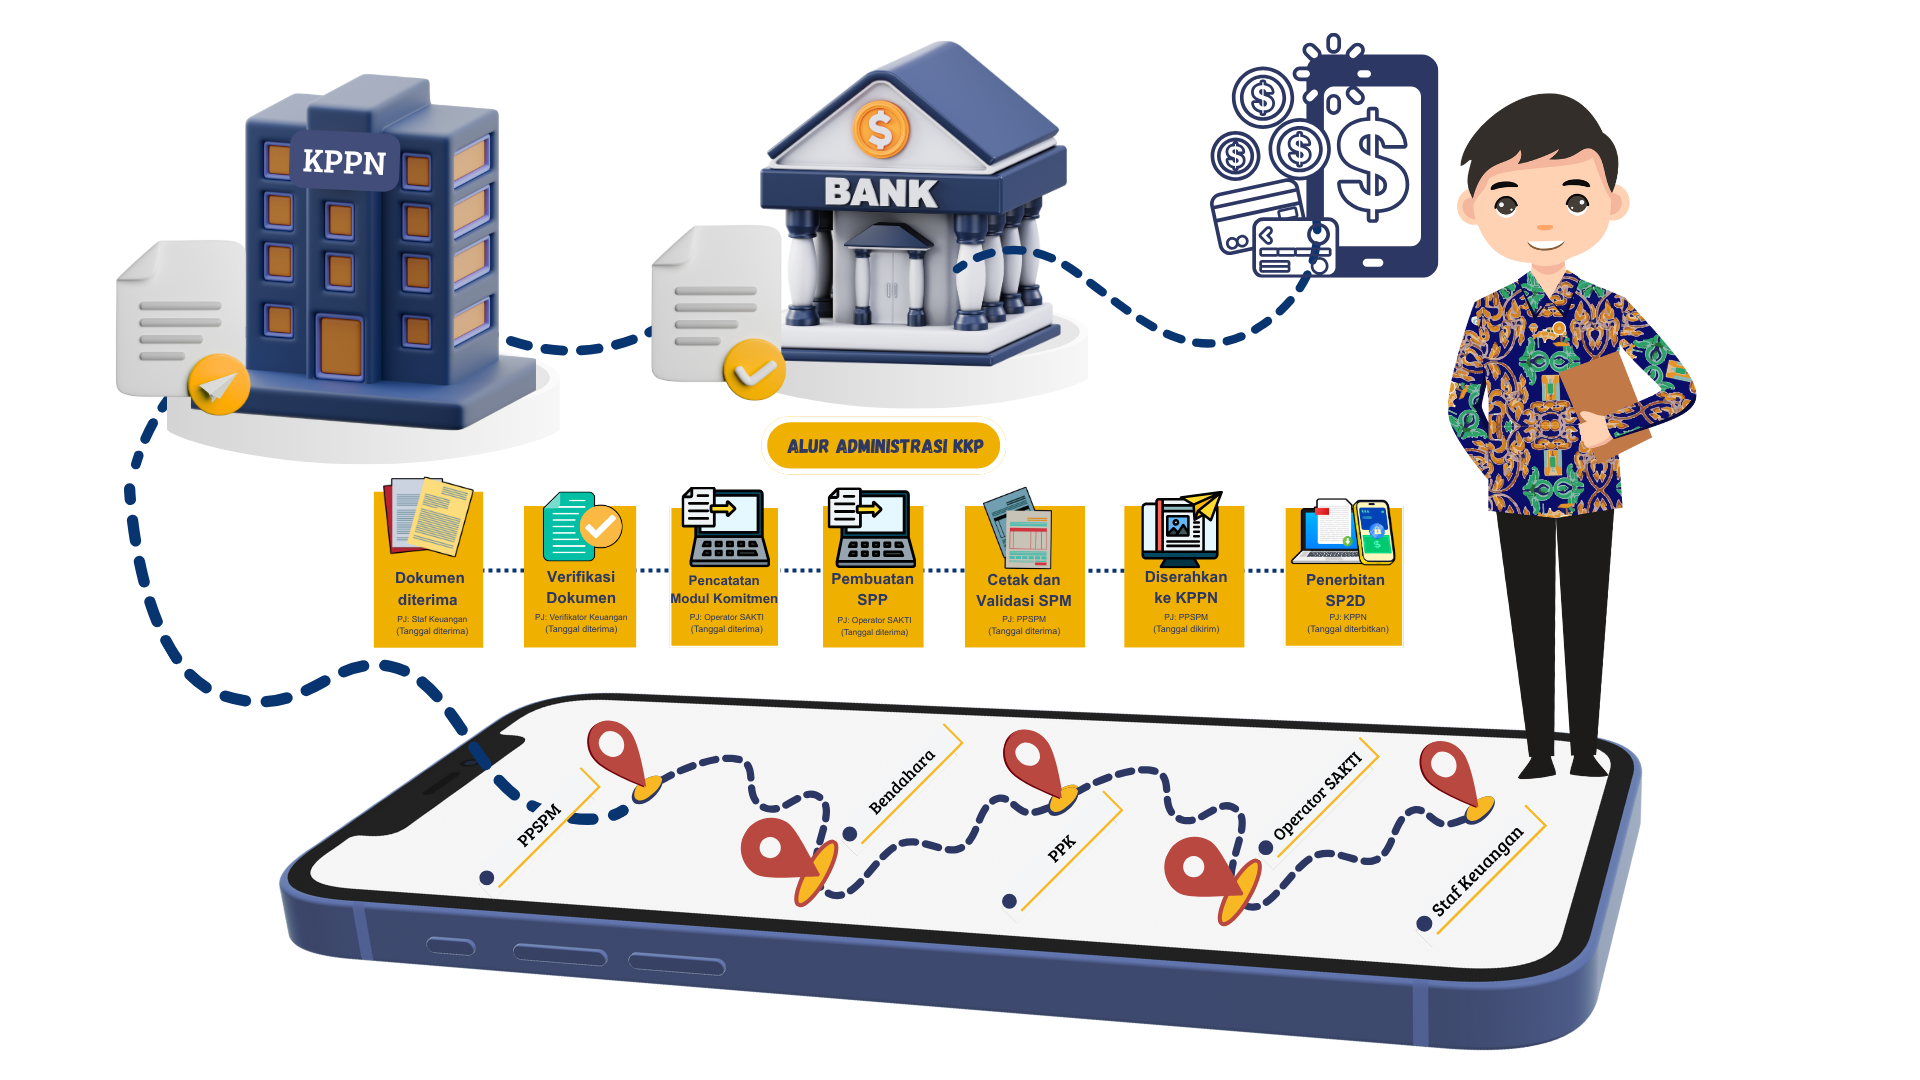 KPPN
BANK
ALUR ADMINISTRASI KKP
Dokumen
diterima
PJ: Staf Keuangan
(Tanggal diterima)
Verifikasi
Dokumen
PJ: Verifikator Keuangan
(Tanggal diterima)
Pencatatan
Modul Komitmen
PJ: Operator SAKTI
(Tanggal diterima)
Pembuatan
SPP
PJ: Operator SAKTI
(Tanggal diterima)
Cetak dan
Validasi SPM
PJ: PPSPM
(Tanggal diterima)
Diserahkan
ke KPPN
PJ: PPSPM
(Tanggal dikirim)
Penerbitan
SP2D
PJ: KPPN
(Tanggal diterbitkan)
PPSPM
Bendahara
PPK
Operator SAKTI
Staf Keuangan